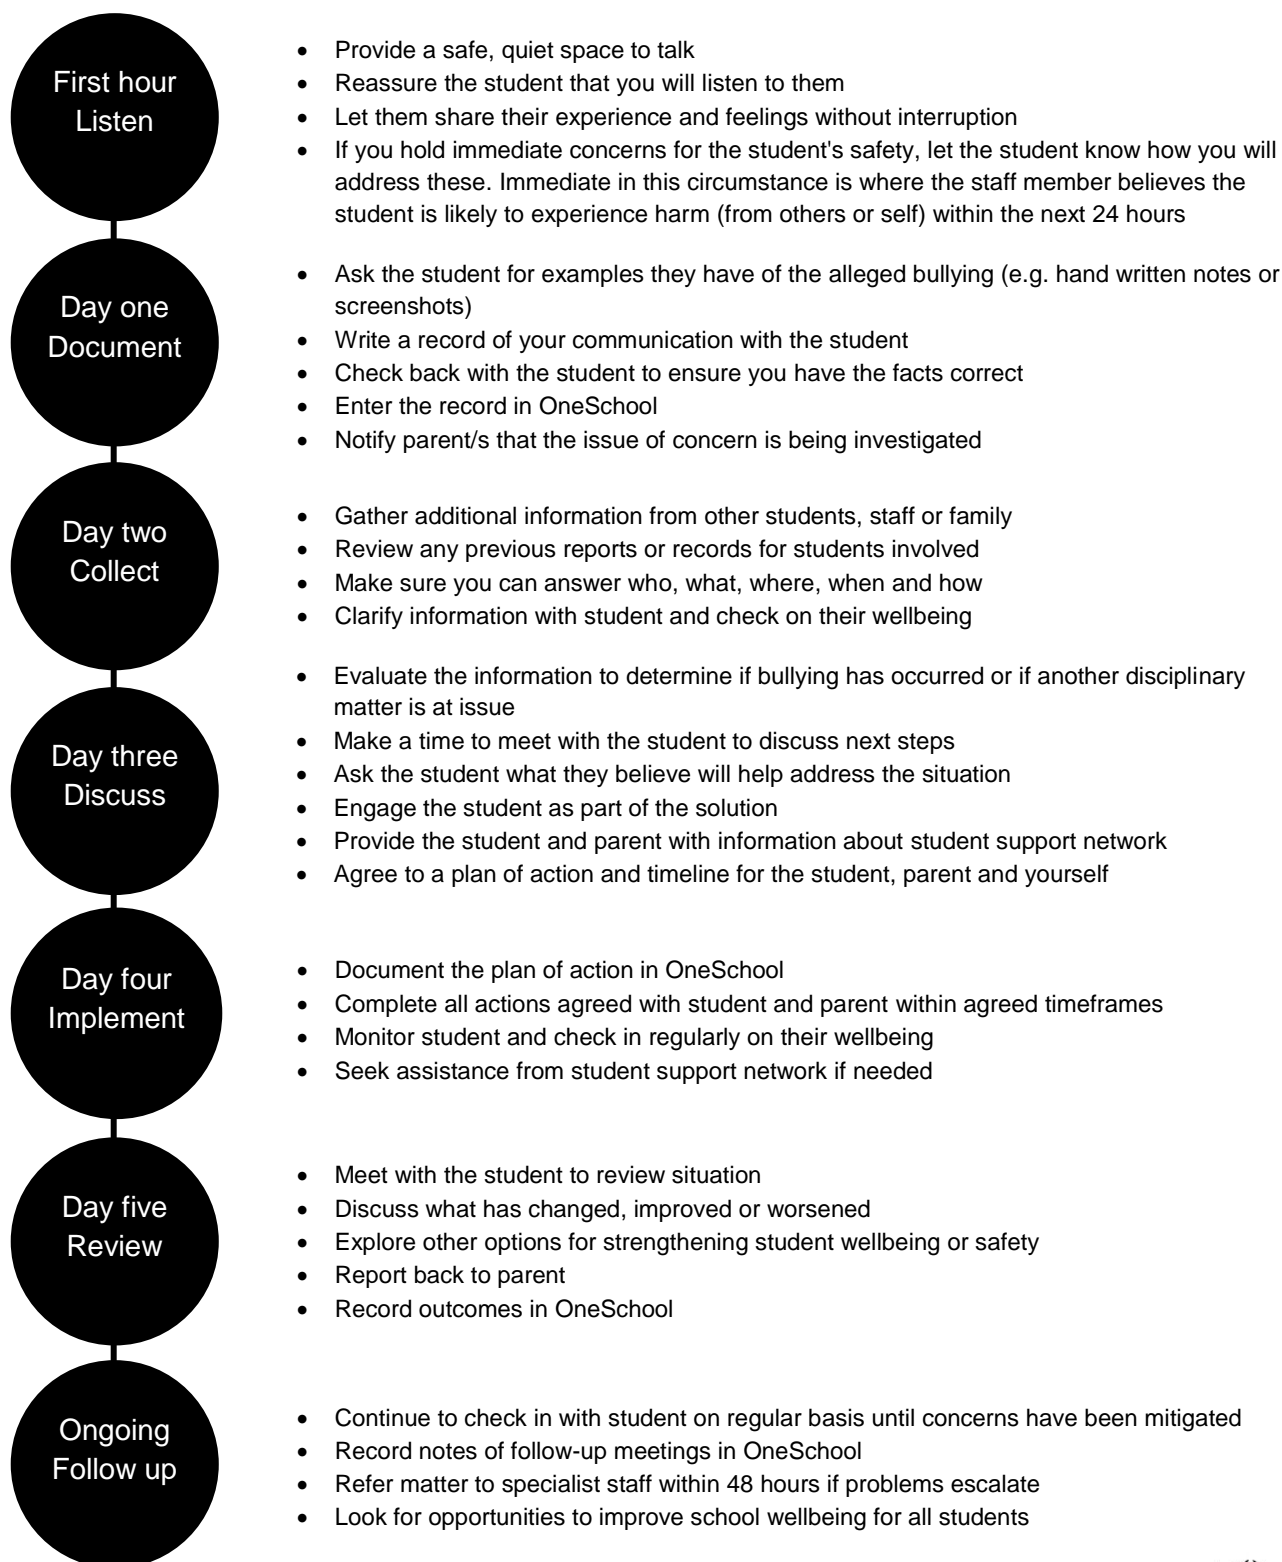 First hour
Listen
• Provide a safe, quiet space to talk
• Reassure the student that you will listen to them
• Let them share their experience and feelings without interruption
• If you hold immediate concerns for the student's safety, let the student know how you will
address these. Immediate in this circumstance is where the staff member believes the
student is likely to experience harm (from others or self) within the next 24 hours
Day one
Document
• Ask the student for examples they have of the alleged bullying (e.g. hand written notes or
screenshots)
• Write a record of your communication with the student
• Check back with the student to ensure you have the facts correct
• Enter the record in OneSchool
• Notify parent/s that the issue of concern is being investigated
Day two
Collect
• Gather additional information from other students, staff or family
• Review any previous reports or records for students involved
• Make sure you can answer who, what, where, when and how
• Clarify information with student and check on their wellbeing
Day three
Discuss
• Evaluate the information to determine if bullying has occurred or if another disciplinary
matter is at issue
• Make a time to meet with the student to discuss next steps
• Ask the student what they believe will help address the situation
• Engage the student as part of the solution
• Provide the student and parent with information about student support network
• Agree to a plan of action and timeline for the student, parent and yourself
Day four
Implement
• Document the plan of action in OneSchool
• Complete all actions agreed with student and parent within agreed timeframes
• Monitor student and check in regularly on their wellbeing
• Seek assistance from student support network if needed
Day five
Review
• Meet with the student to review situation
• Discuss what has changed, improved or worsened
• Explore other options for strengthening student wellbeing or safety
• Report back to parent
• Record outcomes in OneSchool
Ongoing
Follow up
• Continue to check in with student on regular basis until concerns have been mitigated
• Record notes of follow-up meetings in OneSchool
• Refer matter to specialist staff within 48 hours if problems escalate
• Look for opportunities to improve school wellbeing for all students